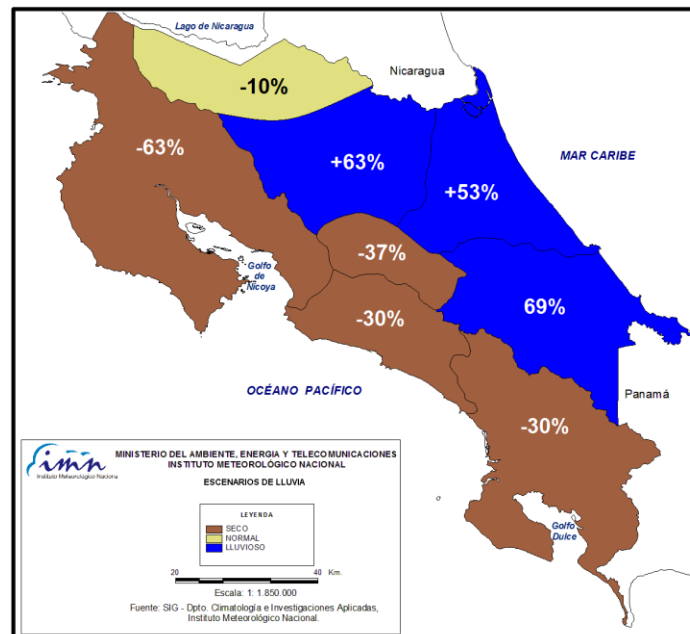 Lago de Nicaragua
Nicaragua
-10%
-63%
+63%
MAR CARIBE
+53%
-37%
Golfo
de
Nicoya
69%
-30%
OCÉANO PACÍFICO
Panamá
-30%
imn
Instituto Meteorológico Nacional
MINISTERIO DEL AMBIENTE, ENERGIA Y TELECOMUNICACIONES
INSTITUTO METEOROLÓGICO NACIONAL
ESCENARIOS DE LLUVIA
LEYENDA
SECO
NORMAL
LLUVIOSO
Golfo
Dulce
20 40 Km.
Escala: 1: 1.850.000
Fuente: SIG - Dpto. Climatología e Investigaciones Aplicadas,
Instituto Meteorológico Nacional.